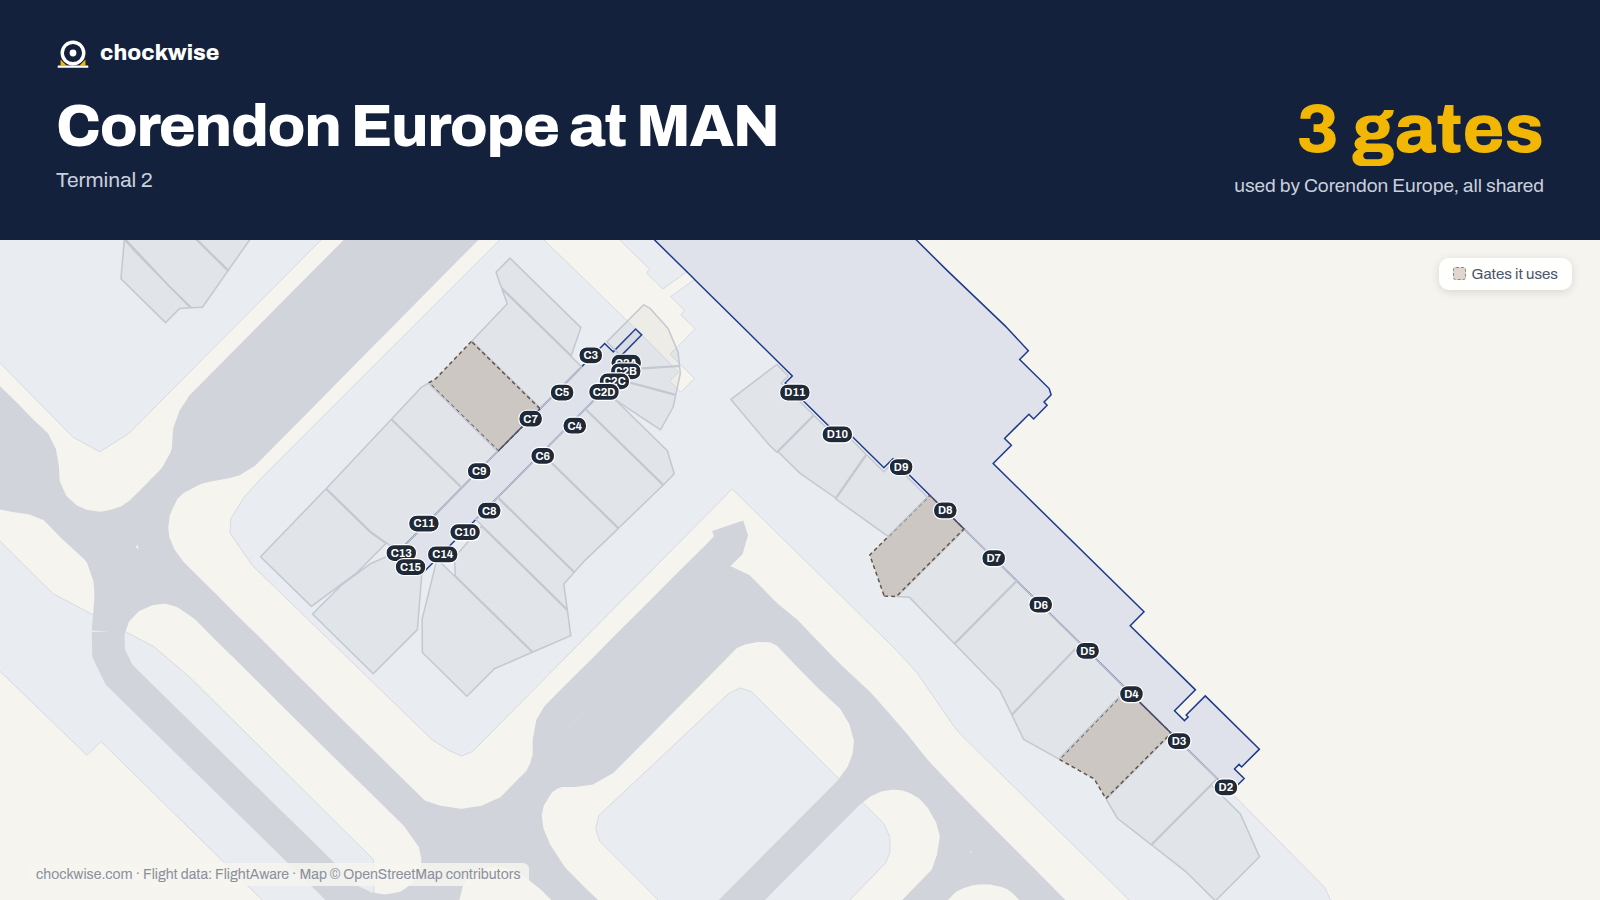 chockwise
Corendon Europe at MAN
Terminal 2
3 gates
used by Corendon Europe, all shared
Gates it uses
C3
C2A
C2B
C2C
C2D
C5
C7
C4
C6
C9
C8
C11
C10
C13
C14
C15
D11
D10
D9
D8
D7
D6
D5
D4
D3
D2
chockwise.com · Flight data: FlightAware · Map © OpenStreetMap contributors